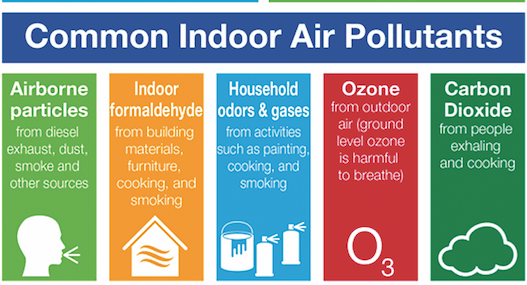 Common Indoor Air Pollutants
Airborne
particles
from diesel
exhaust, dust,
smoke and
other sources
Indoor
formaldehyde
from building
materials,
furniture,
cooking, and
smoking
Household
odors & gases
from activities
such as painting,
cooking, and
smoking
Ozone
from outdoor
air (ground
level ozone
is harmful
to breathe)
O3
Carbon
Dioxide
from people
exhaling
and cooking